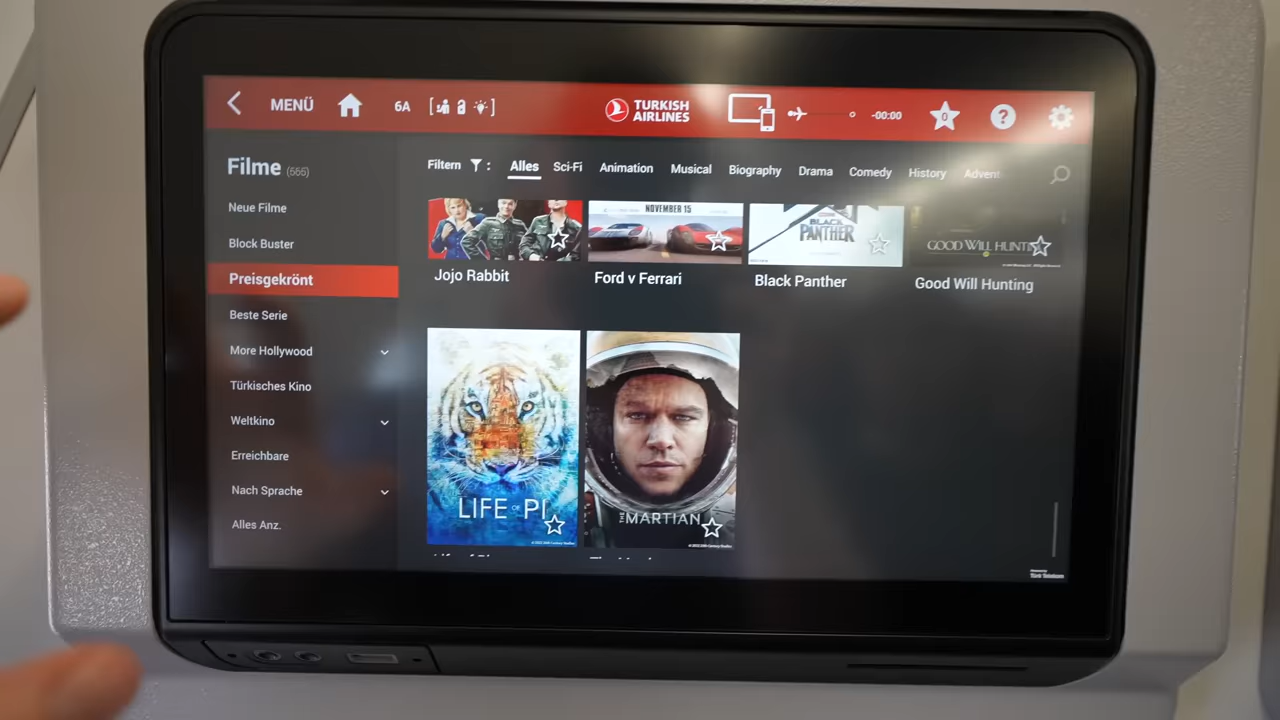 MENÜ
6A
TURKISH
AIRLINES
-00:00
0
?
Filme (566)
Neue Filme
Block Buster
Preisgekrönt
Beste Serie
More Hollywood
Türkisches Kino
Weltkino
Erreichbare
Nach Sprache
Alles Anz.
Filtern :
Alles
Sci-Fi
Animation
Musical
Biography
Drama
Comedy
History
Advent
NOVEMBER 15
BLACK
PANTHER
GOOD WILL HUNTI
Jojo Rabbit
Ford v Ferrari
Black Panther
Good Will Hunting
LIFE OF PI
THE MARTIAN
Türk Telekom